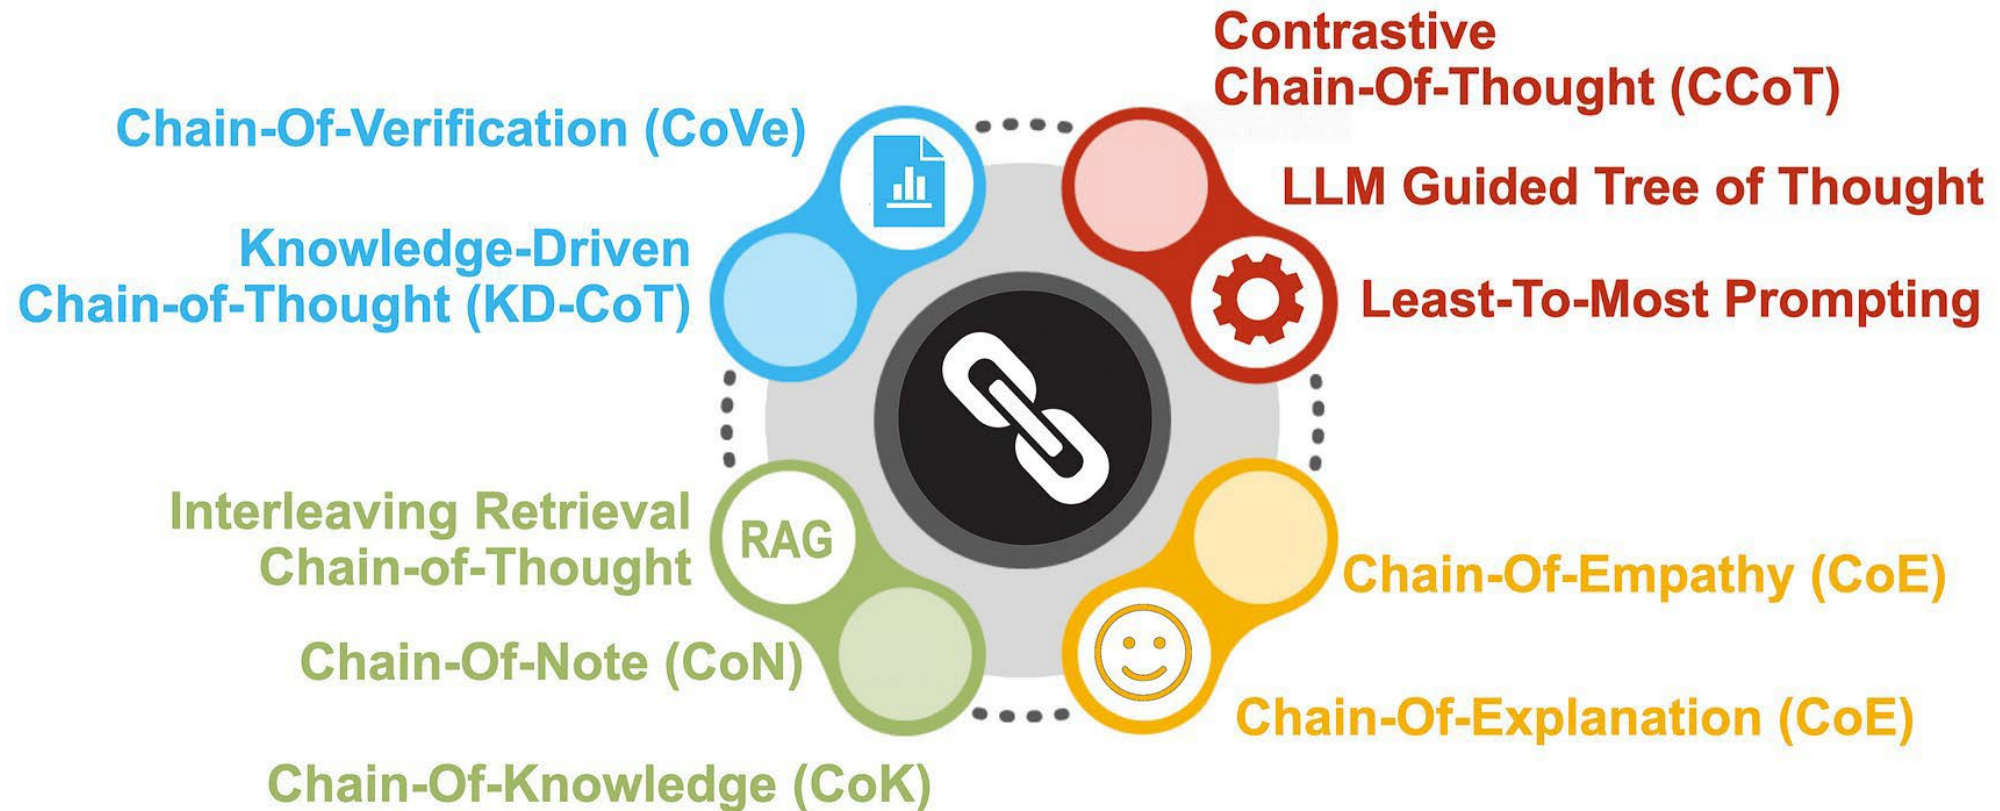 Contrastive
Chain-Of-Thought (CCoT)
Chain-Of-Verification (CoVe)
LLM Guided Tree of Thought
Knowledge-Driven
Chain-of-Thought (KD-CoT)
Least-To-Most Prompting
Interleaving Retrieval
Chain-of-Thought
RAG
Chain-Of-Empathy (CoE)
Chain-Of-Note (CoN)
Chain-Of-Explanation (CoE)
Chain-Of-Knowledge (CoK)